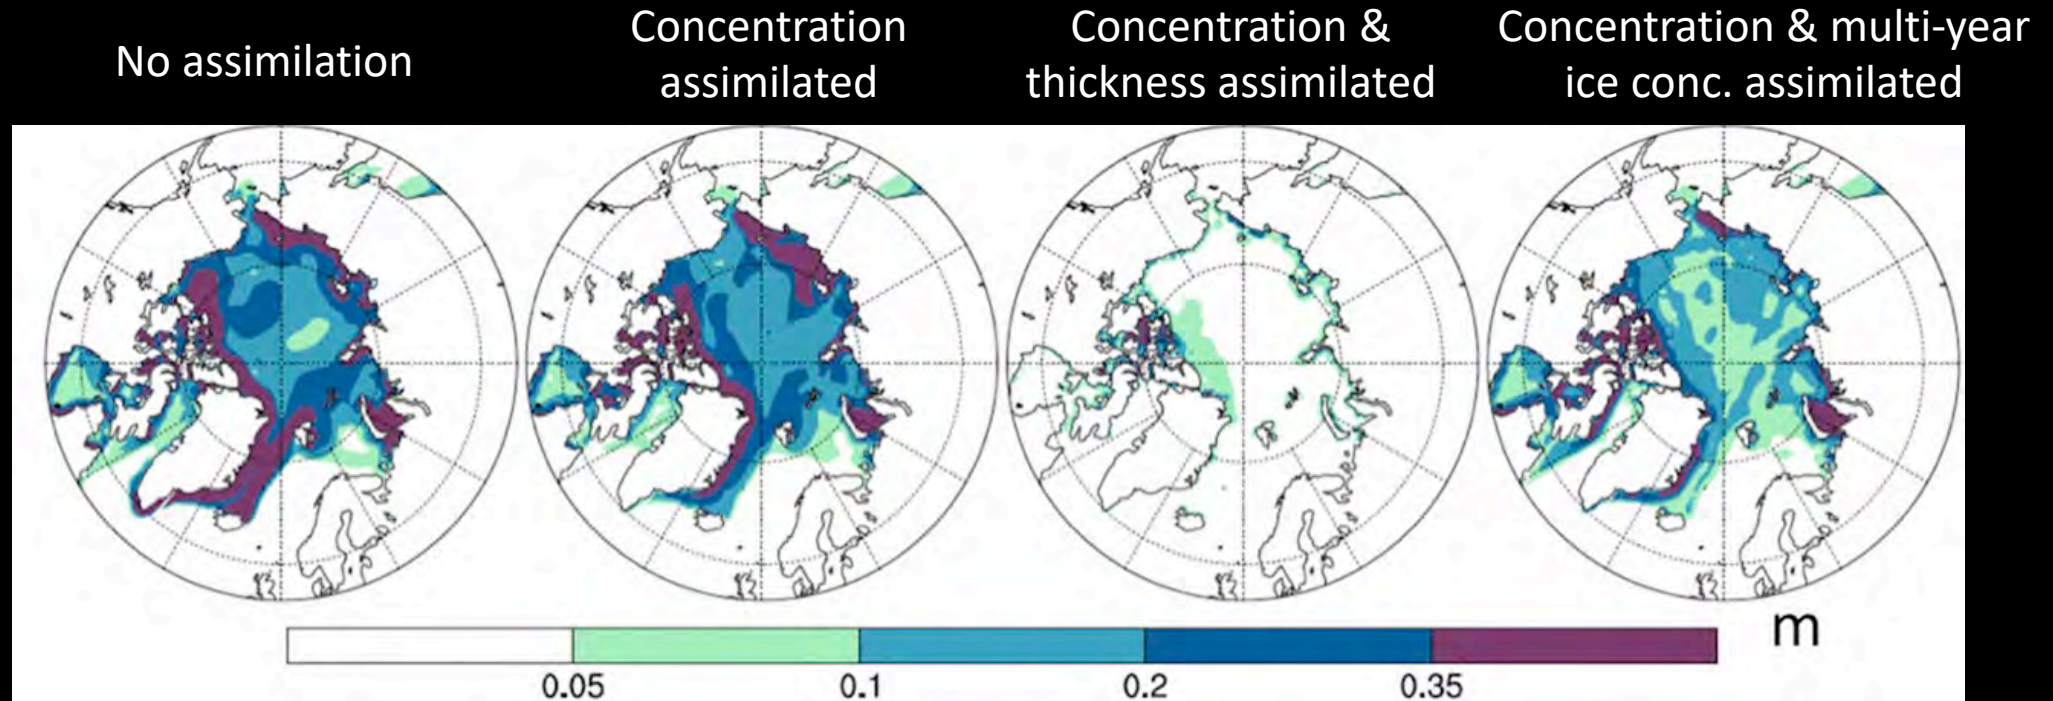 No assimilation
Concentration
assimilated
Concentration &
thickness assimilated
Concentration & multi-year
ice conc. assimilated
m
0.05
0.1
0.2
0.35